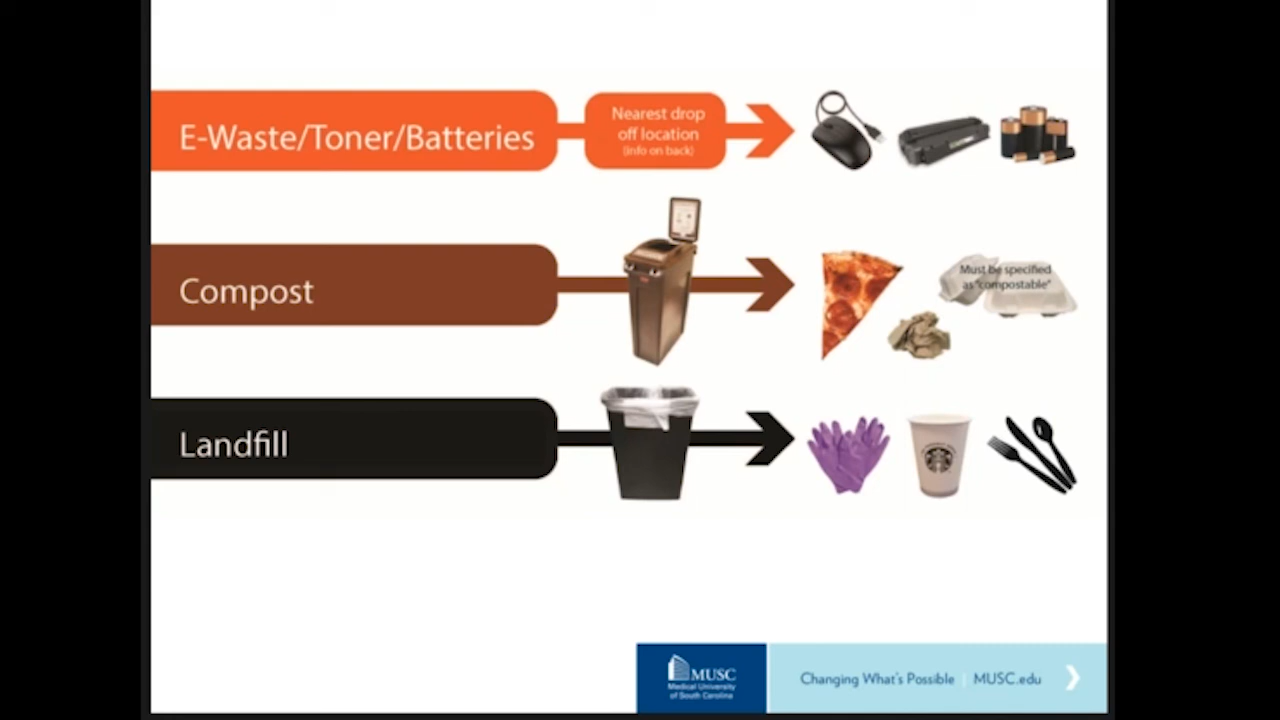 E-Waste/Toner/Batteries
Nearest drop
off location
(info on back)
Compost
Must be specified
as "compostable"
Landfill
MUSC
Medical University
of South Carolina
Changing What's Possible | MUSC.edu